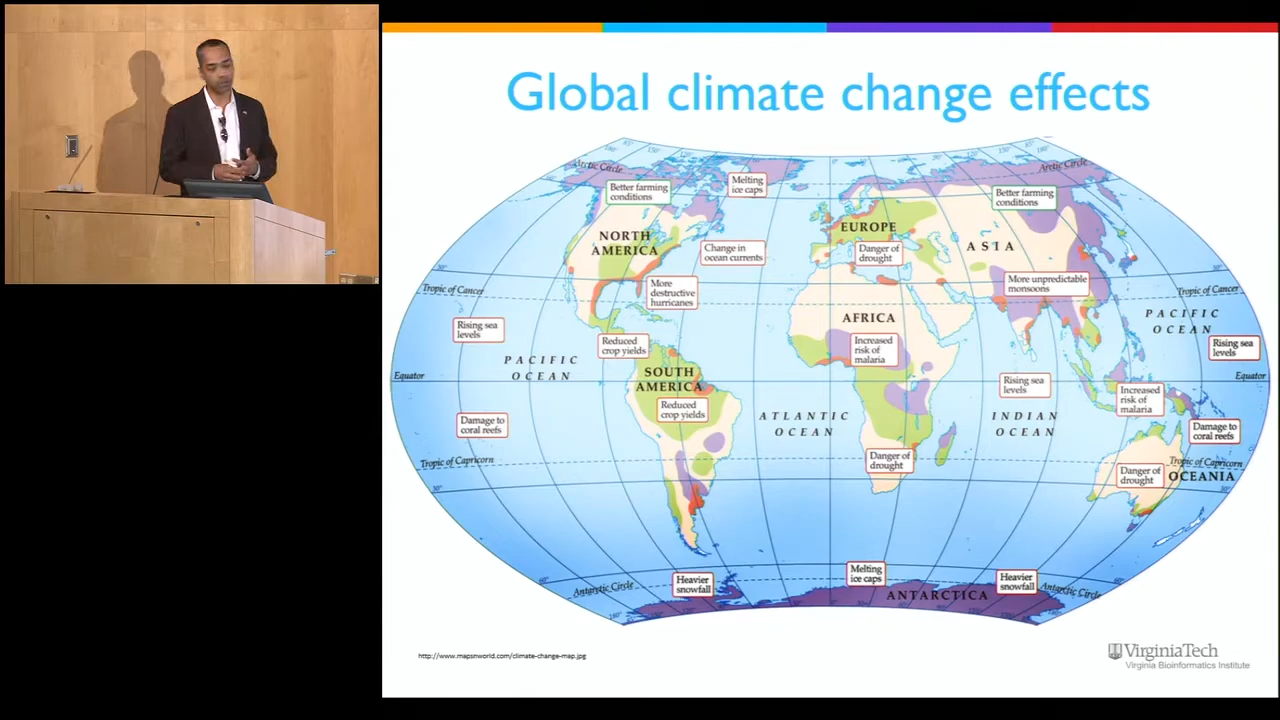 Global climate change effects
Arctic Circle
Arctic Circle
Better farming
conditions
Melting
ice caps
Better farming
conditions
NORTH
AMERICA
Change in
ocean currents
EUROPE
Danger of
drought
ASIA
More
destructive
hurricanes
More unpredictable
monsoons
Tropic of Cancer
Tropic of Cancer
Rising sea
levels
Reduced
crop yields
AFRICA
Increased
risk of
malaria
PACIFIC
OCEAN
Rising sea
levels
PACIFIC
OCEAN
Equator
Equator
SOUTH
AMERICA
Reduced
crop yields
Rising sea
levels
Increased
risk of
malaria
Damage to
coral reefs
ATLANTIC
OCEAN
INDIAN
OCEAN
Damage to
coral reefs
Tropic of Capricorn
Tropic of Capricorn
Danger of
drought
Danger of
drought
OCEANIA
Antarctic Circle
Heavier
snowfall
Melting
ice caps
Heavier
snowfall
Antarctic Circle
ANTARCTICA
http://www.mapsnworld.com/climate-change-map.jpg
VirginiaTech
Virginia Bioinformatics Institute